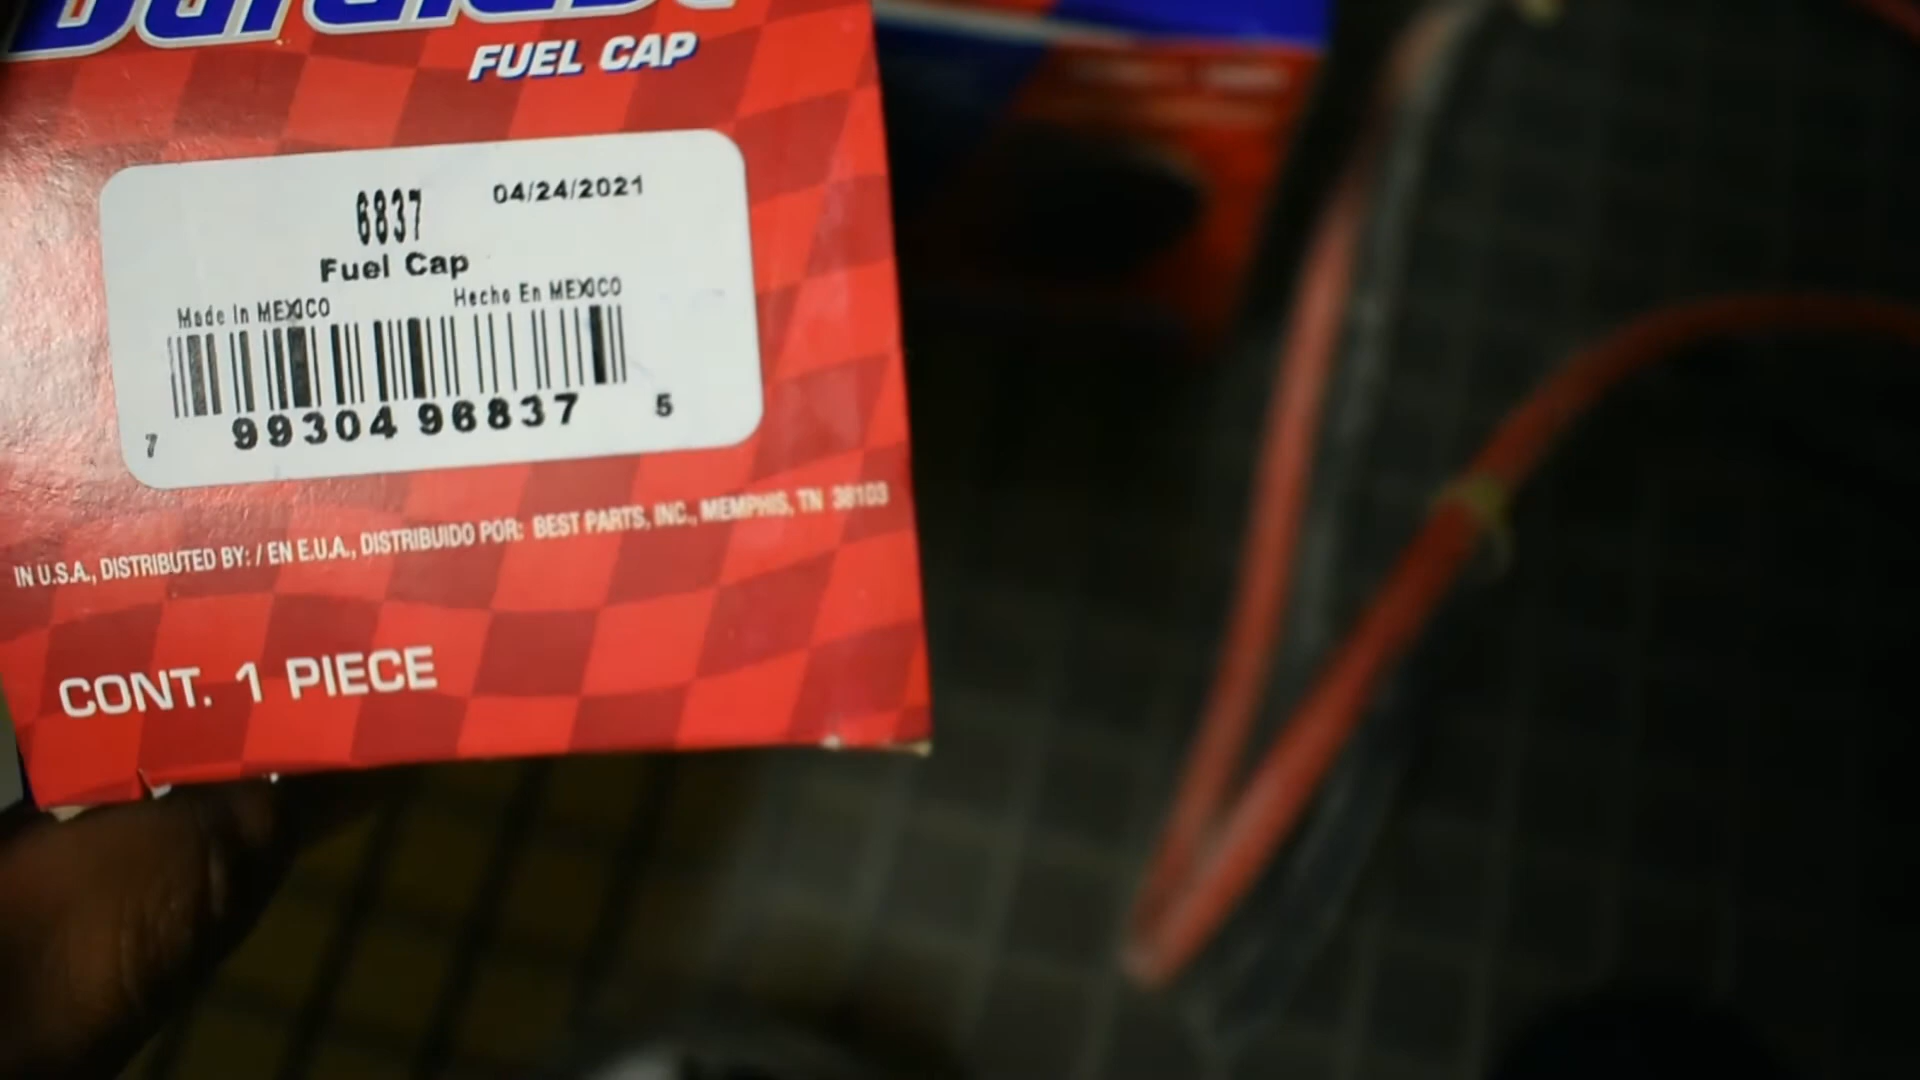 Duralast
FUEL CAP
6837 04/24/2021
Fuel Cap
Made In MEXICO Hecho En MEXICO
7 99304 96837 5
IN U.S.A., DISTRIBUTED BY: / EN E.U.A., DISTRIBUIDO POR: BEST PARTS, INC., MEMPHIS, TN 38103
CONT. 1 PIECE